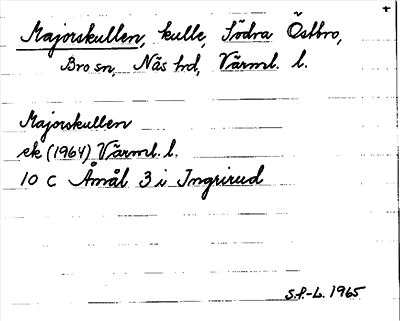 +
Majorskullen, kulle, Södra Östbro,
Bro sn, Näs hd, Värml. l.
Majorskullen
ek (1964) Värml. l.
10 C Åmål 3 i Ingrirud
S.f.-L. 1965